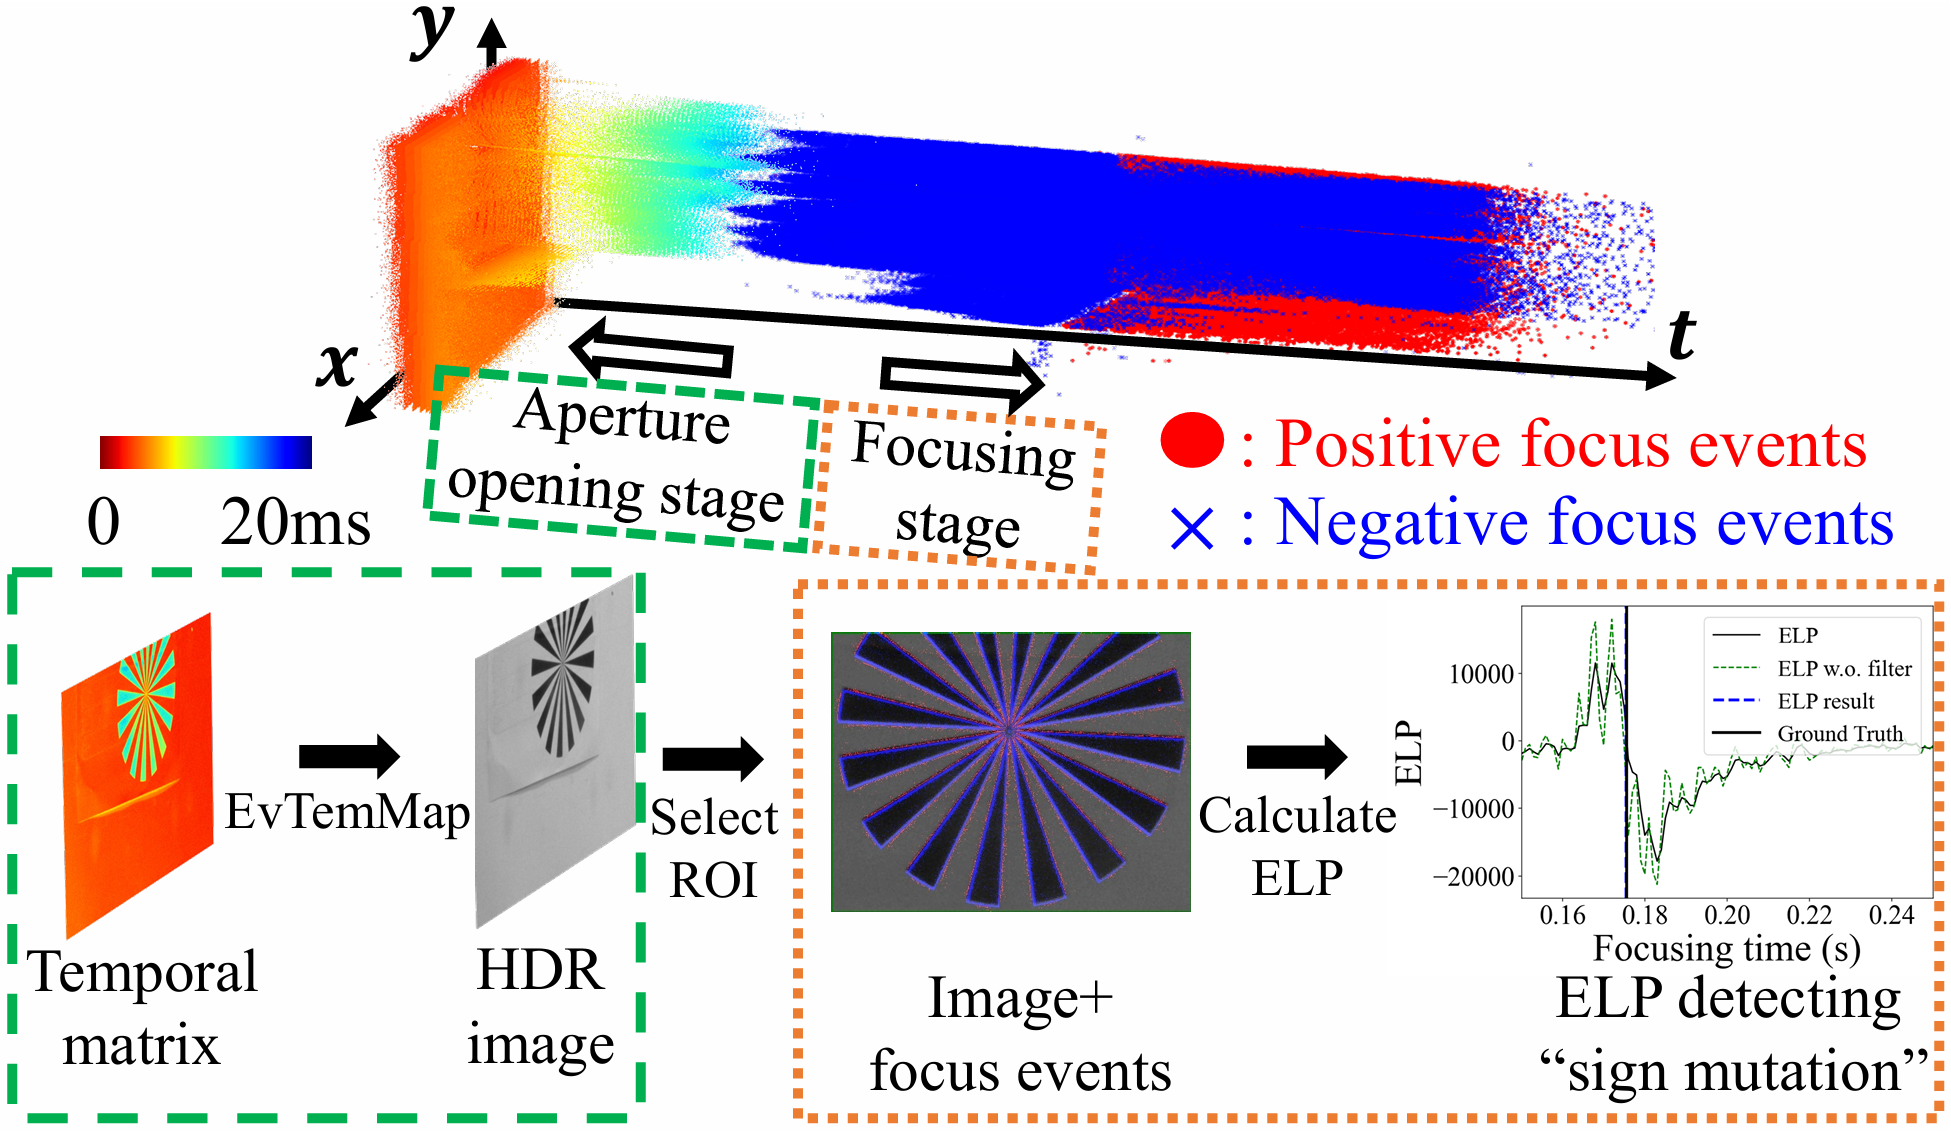 y
x
t
0 20ms
Aperture
opening stage
Focusing
stage
: Positive focus events
: Negative focus events
EvTemMap
Temporal
matrix
HDR
image
Select
ROI
Image+
focus events
Calculate
ELP
ELP
10000
0
−10000
−20000
ELP
ELP w.o. filter
ELP result
Ground Truth
0.16 0.18 0.20 0.22 0.24
Focusing time (s)
ELP detecting
“sign mutation”